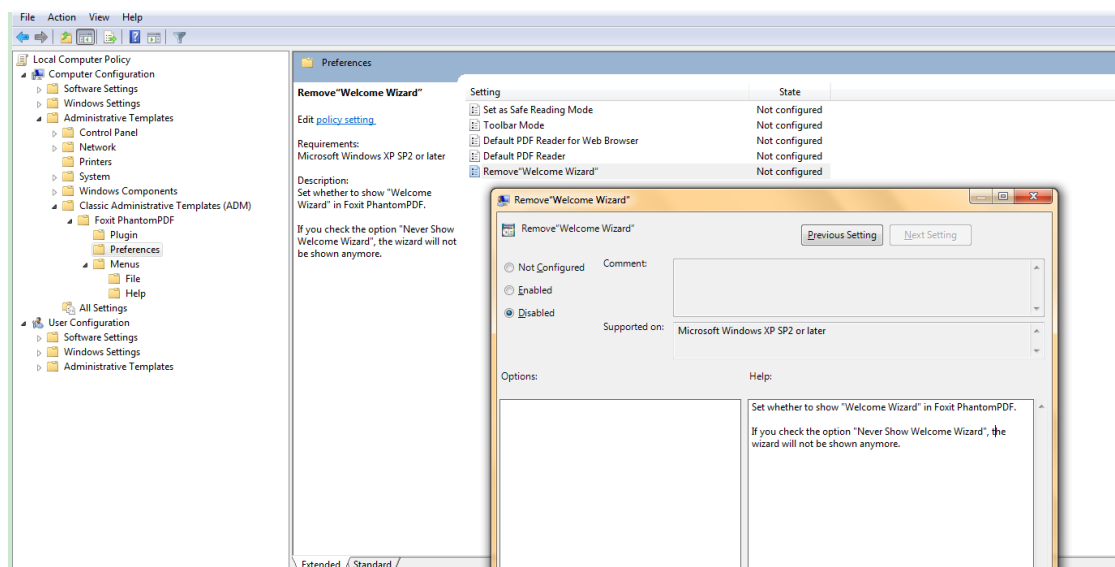 File Action View Help
Local Computer Policy
Computer Configuration
Software Settings
Windows Settings
Administrative Templates
Control Panel
Network
Printers
System
Windows Components
Classic Administrative Templates (ADM)
Foxit PhantomPDF
Plugin
Preferences
Menus
File
Help
All Settings
User Configuration
Software Settings
Windows Settings
Administrative Templates
Preferences
Remove"Welcome Wizard"
Edit policy setting
Requirements:
Microsoft Windows XP SP2 or later
Description:
Set whether to show "Welcome
Wizard" in Foxit PhantomPDF.
If you check the option "Never Show
Welcome Wizard", the wizard will not
be shown anymore.
Setting State
Set as Safe Reading Mode Not configured
Toolbar Mode Not configured
Default PDF Reader for Web Browser Not configured
Default PDF Reader Not configured
Remove"Welcome Wizard" Not configured
Extended Standard
Remove"Welcome Wizard"
Remove"Welcome Wizard"
Previous Setting Next Setting
Not Configured Comment:
Enabled
Disabled
Supported on: Microsoft Windows XP SP2 or later
Options: Help:
Set whether to show "Welcome Wizard" in Foxit PhantomPDF.
If you check the option "Never Show Welcome Wizard", the
wizard will not be shown anymore.